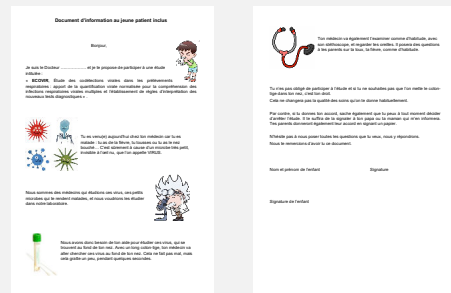 Document d'information au jeune patient inclus
Bonjour,
Je suis le Docteur ........................, et je te propose de participer à une étude
intitulée :
« ECOVIR. Étude des codétections virales dans les prélèvements
respiratoires : apport de la quantification virale normalisée pour la compréhension des
infections respiratoires virales multiples et l'établissement de règles d'interprétation des
nouveaux tests diagnostiques »
Tu es venu(e) aujourd'hui chez ton médecin car tu es
malade : tu as de la fièvre, tu tousses ou tu as le nez
bouché... C'est sûrement à cause d'un microbe très petit,
invisible à l'œil nu, que l'on appelle VIRUS.
Nous sommes des médecins qui étudions ces virus, ces petits
microbes qui te rendent malades, et nous voudrions les étudier
dans notre laboratoire.
Nous avons donc besoin de ton aide pour étudier ces virus, qui se
trouvent au fond de ton nez. Avec un long coton-tige, ton médecin va
aller chercher ces virus au fond de ton nez. Cela ne fait pas mal, mais
cela gratte un peu, pendant quelques secondes.
Ton médecin va également t'examiner comme d'habitude, avec
son stéthoscope, et regarder tes oreilles. Il posera des questions
à tes parents sur ta toux, ta fièvre, comme d'habitude.
Tu n'es pas obligé de participer à l'étude et si tu ne souhaites pas que l'on mette le coton-
tige dans ton nez, c'est ton droit.
Cela ne changera pas la qualité des soins qu'on te donne habituellement.
Par contre, si tu donnes ton accord, sache également que tu peux à tout moment décider
d'arrêter l'étude. Il te suffira de le signaler à ton papa ou ta maman qui m'en informera.
Tes parents donneront également leur accord en signant un papier.
N'hésite pas à nous poser toutes les questions que tu veux, nous y répondrons.
Nous te remercions d'avoir lu ce document.
Nom et prénom de l'enfant Signature
Signature de l'enfant